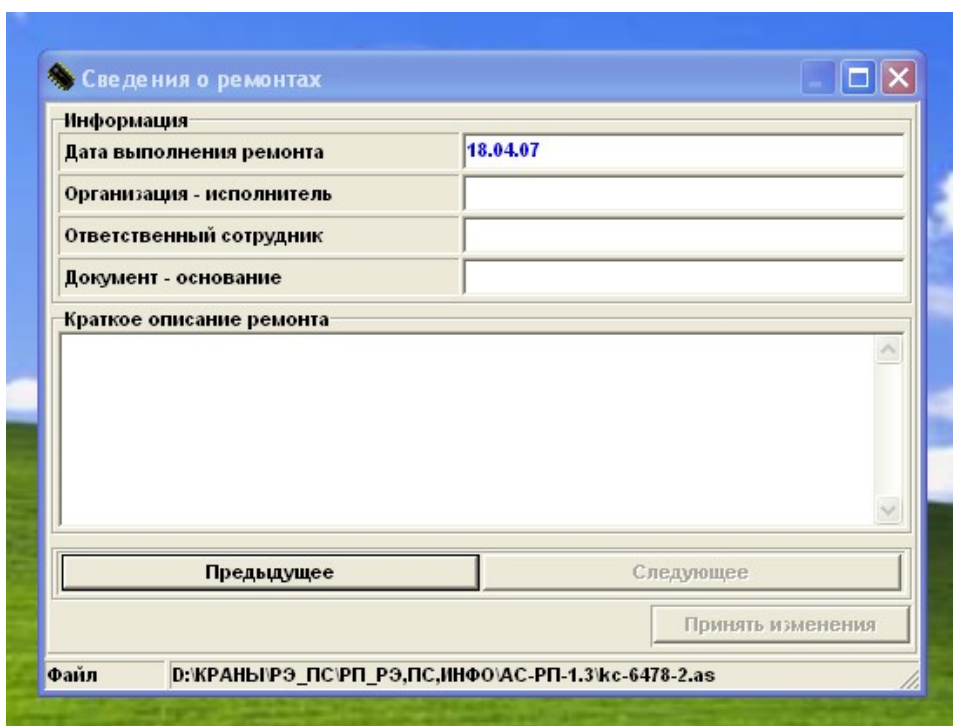 Сведения о ремонтах
Информация
Дата выполнения ремонта 18.04.07
Организация - исполнитель
Ответственный сотрудник
Документ - основание
Краткое описание ремонта
Предыдущее Следующее
Принять изменения
Файл D:\КРАНЫ\РЭ_ПС\РП_РЭ,ПС,ИНФО\АС-РП-1.3\kc-6478-2.as